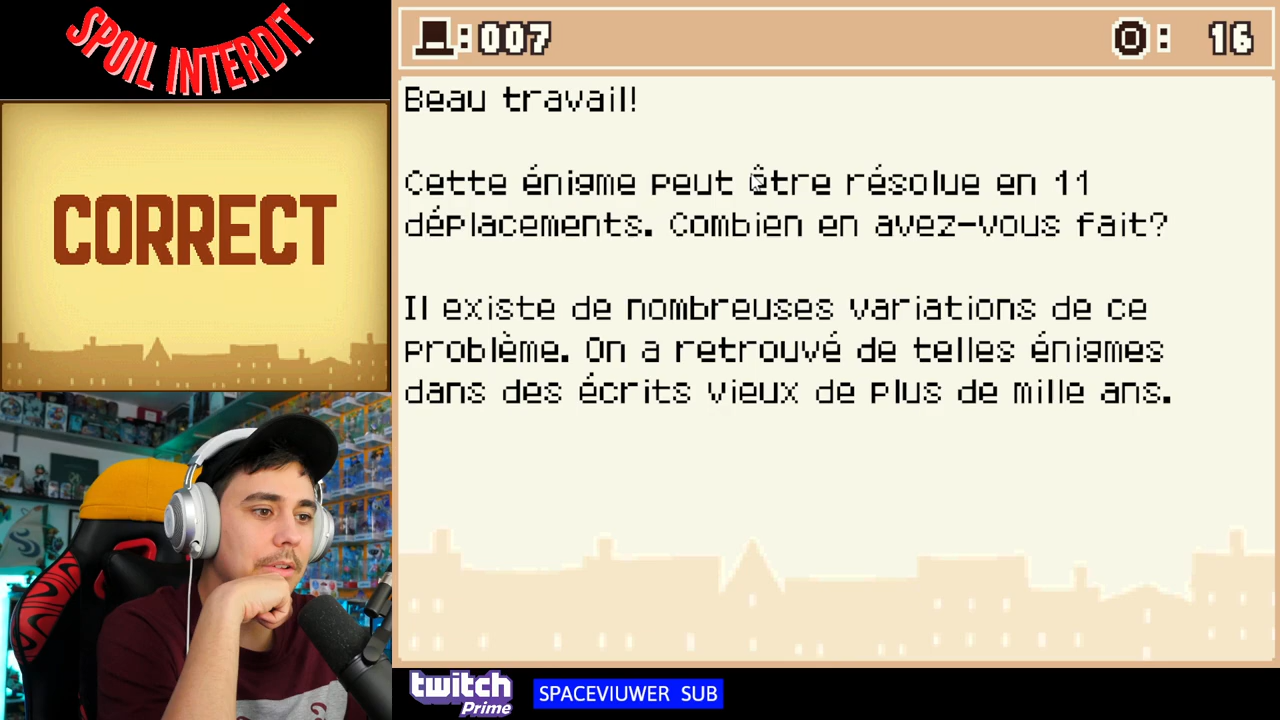 SPOIL INTERDIT
CORRECT
:007
: 16
Beau travail!
Cette énigme peut être résolue en 11
déplacements. Combien en avez-vous fait?
Il existe de nombreuses variations de ce
problème. On a retrouvé de telles énigmes
dans des écrits vieux de plus de mille ans.
twitch
Prime
SPACEVIUWER SUB